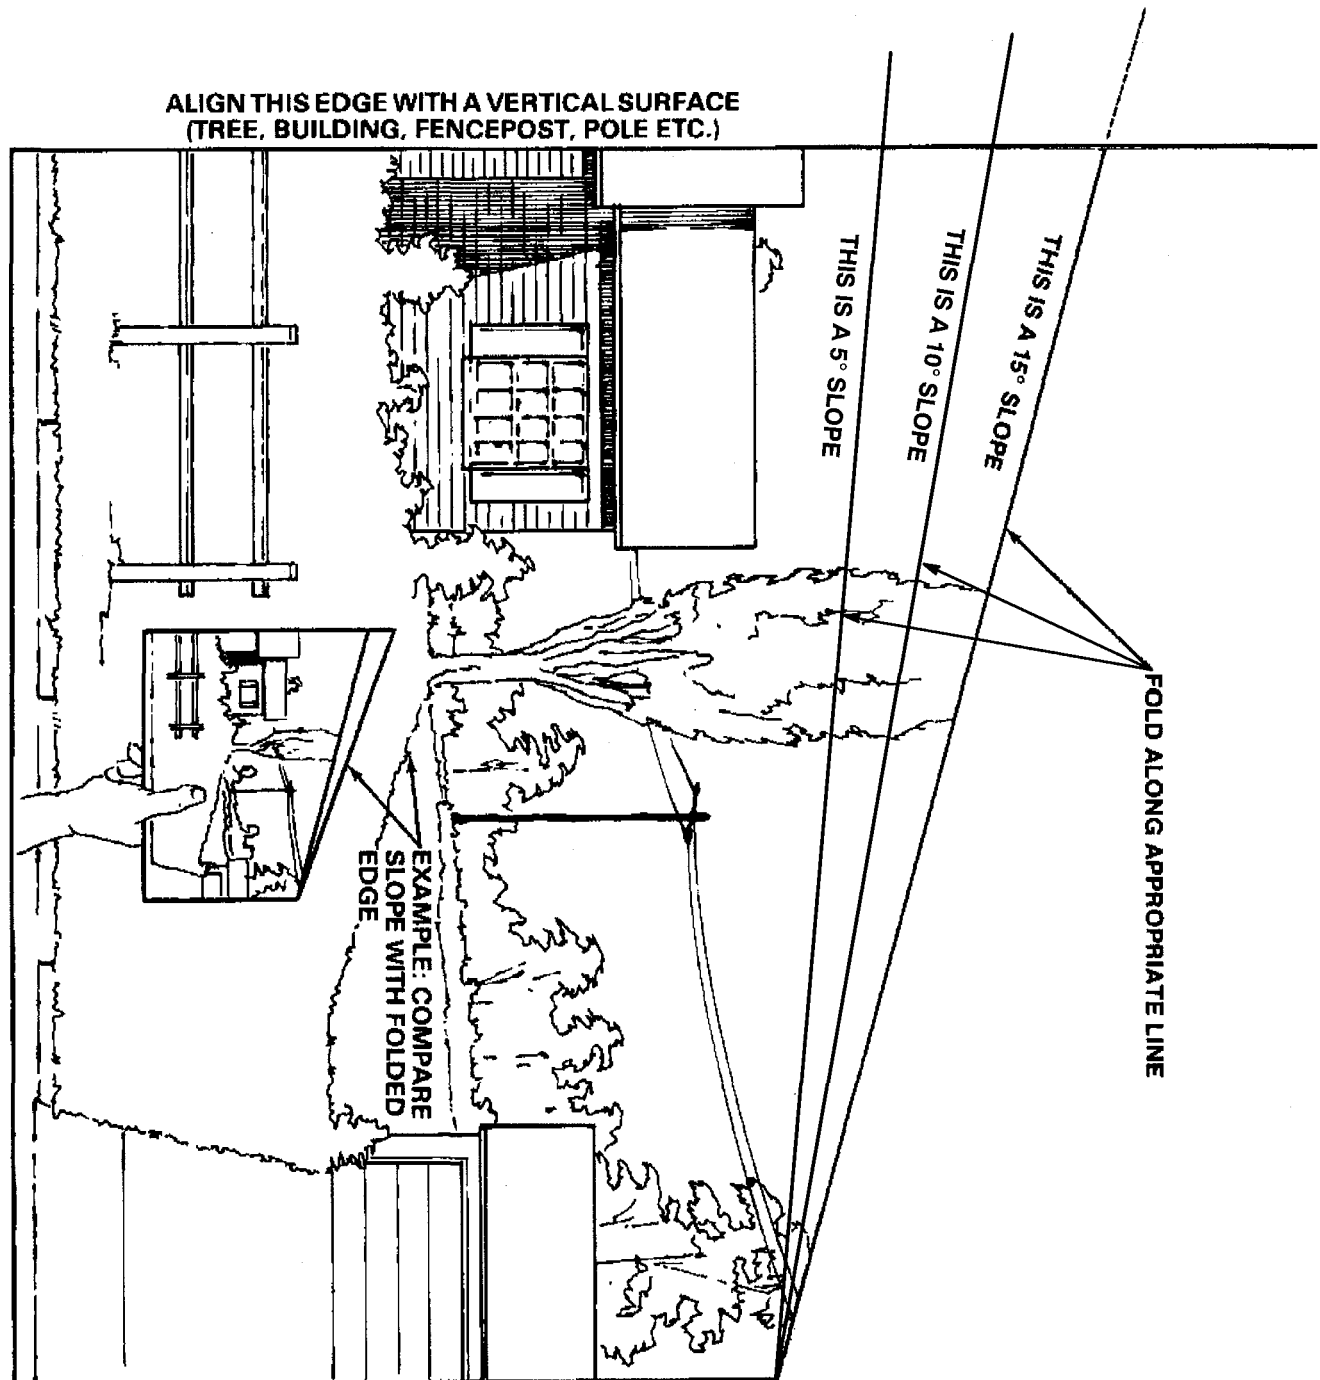 ALIGN THIS EDGE WITH A VERTICAL SURFACE
(TREE, BUILDING, FENCEPOST, POLE ETC.)
THIS IS A 5° SLOPE
THIS IS A 10° SLOPE
THIS IS A 15° SLOPE
FOLD ALONG APPROPRIATE LINE
EXAMPLE: COMPARE
SLOPE WITH FOLDED
EDGE